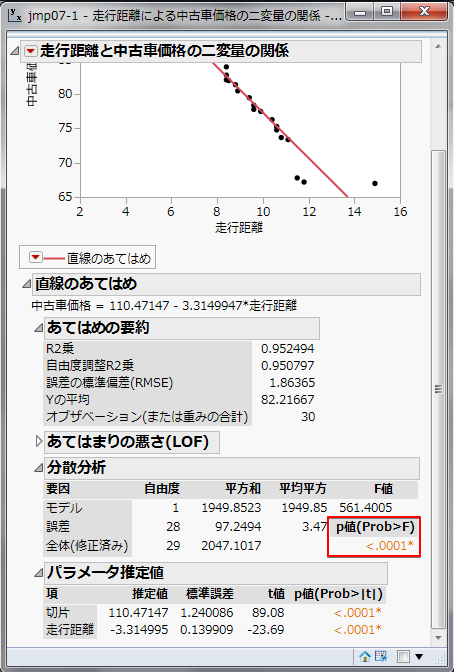 jmp07-1 - 走行距離による中古車価格の二変量の関係 -...
走行距離と中古車価格の二変量の関係
中古車価格
85
80
75
70
65
2 4 6 8 10 12 14 16
走行距離
直線のあてはめ
直線のあてはめ
中古車価格 = 110.47147 - 3.3149947*走行距離
あてはめの要約
R2乗 0.952494
自由度調整R2乗 0.950797
誤差の標準偏差(RMSE) 1.86365
Yの平均 82.21667
オブザベーション(または重みの合計) 30
あてはまりの悪さ(LOF)
分散分析
要因 自由度 平方和 平均平方 F値
モデル 1 1949.8523 1949.85 561.4005
誤差 28 97.2494 3.47 p値(Prob>F)
全体(修正済み) 29 2047.1017 <.0001*
パラメータ推定値
項 推定値 標準誤差 t値 p値(Prob>|t|)
切片 110.47147 1.240086 89.08 <.0001*
走行距離 -3.314995 0.139909 -23.69 <.0001*